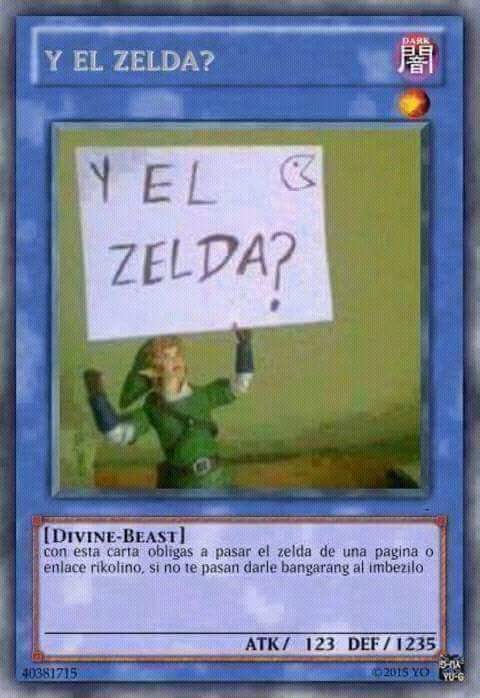 Y EL ZELDA?
DARK
闇
Y EL
ZELDA?
[DIVINE-BEAST]
con esta carta obligas a pasar el zelda de una pagina o
enlace rikolino, si no te pasan darle bangarang al imbezilo
ATK/ 123 DEF/1235
40381715
©2015 YO
YU-G